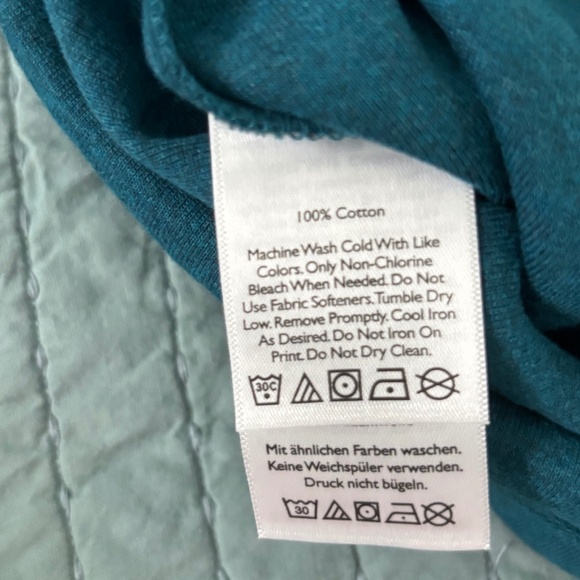 100% Cotton
Machine Wash Cold With Like
Colors. Only Non-Chlorine
Bleach When Needed. Do Not
Use Fabric Softeners. Tumble Dry
Low. Remove Promptly. Cool Iron
As Desired. Do Not Iron On
Print. Do Not Dry Clean.
30C
Mit ähnlichen Farben waschen.
Keine Weichspüler verwenden.
Druck nicht bügeln.
30